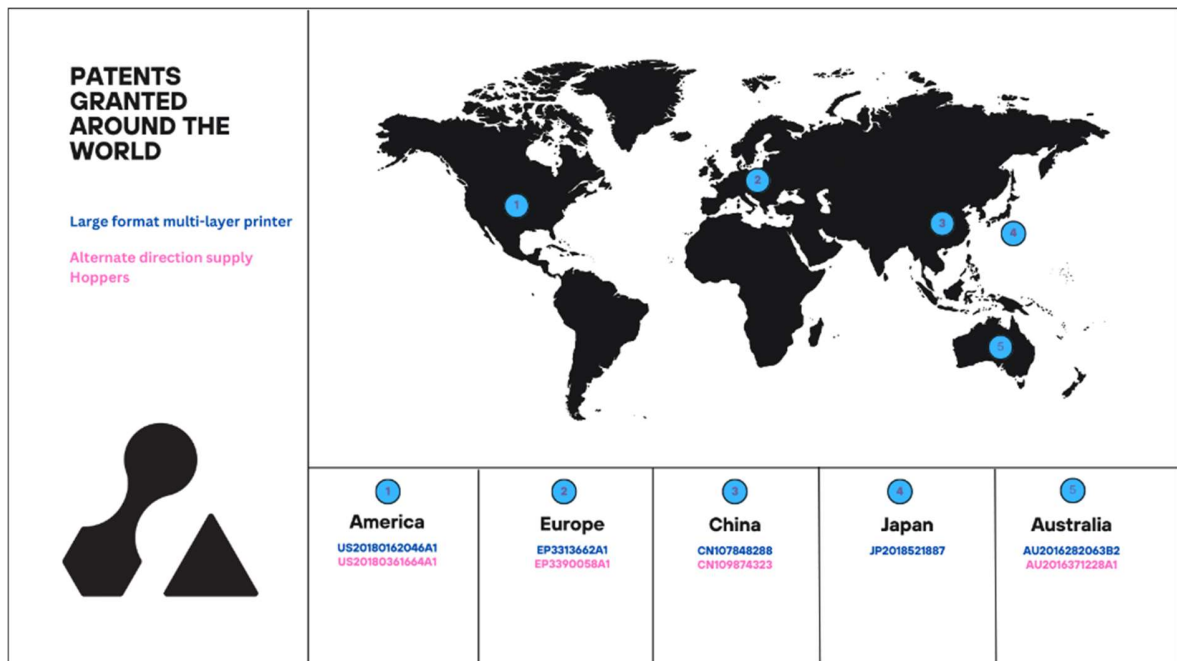 PATENTS
GRANTED
AROUND THE
WORLD
Large format multi-layer printer
Alternate direction supply
Hoppers
1
2
3
4
5
1
America
US20180162046A1
US20180361664A1
2
Europe
EP3313662A1
EP3390058A1
3
China
CN107848288
CN109874323
4
Japan
JP2018521887
5
Australia
AU2016282063B2
AU2016371228A1